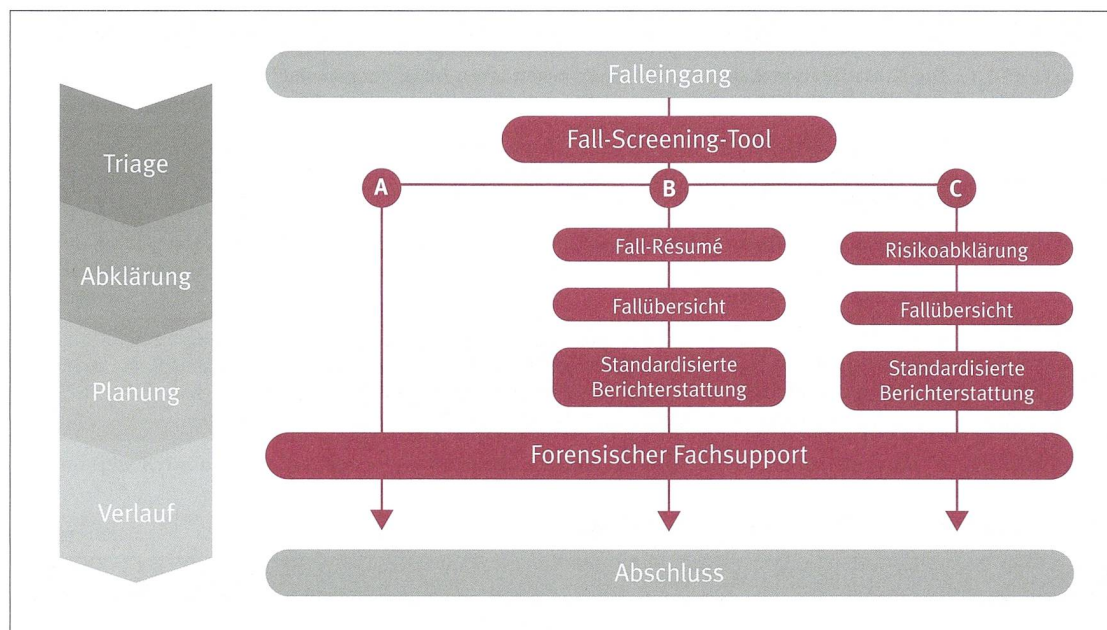 Falleingang
Fall-Screening-Tool
Triage
A
B
C
Fall-Résumé
Risikoabklärung
Abklärung
Fallübersicht
Fallübersicht
Standardisierte
Berichterstattung
Standardisierte
Berichterstattung
Planung
Forensischer Fachsupport
Verlauf
Abschluss